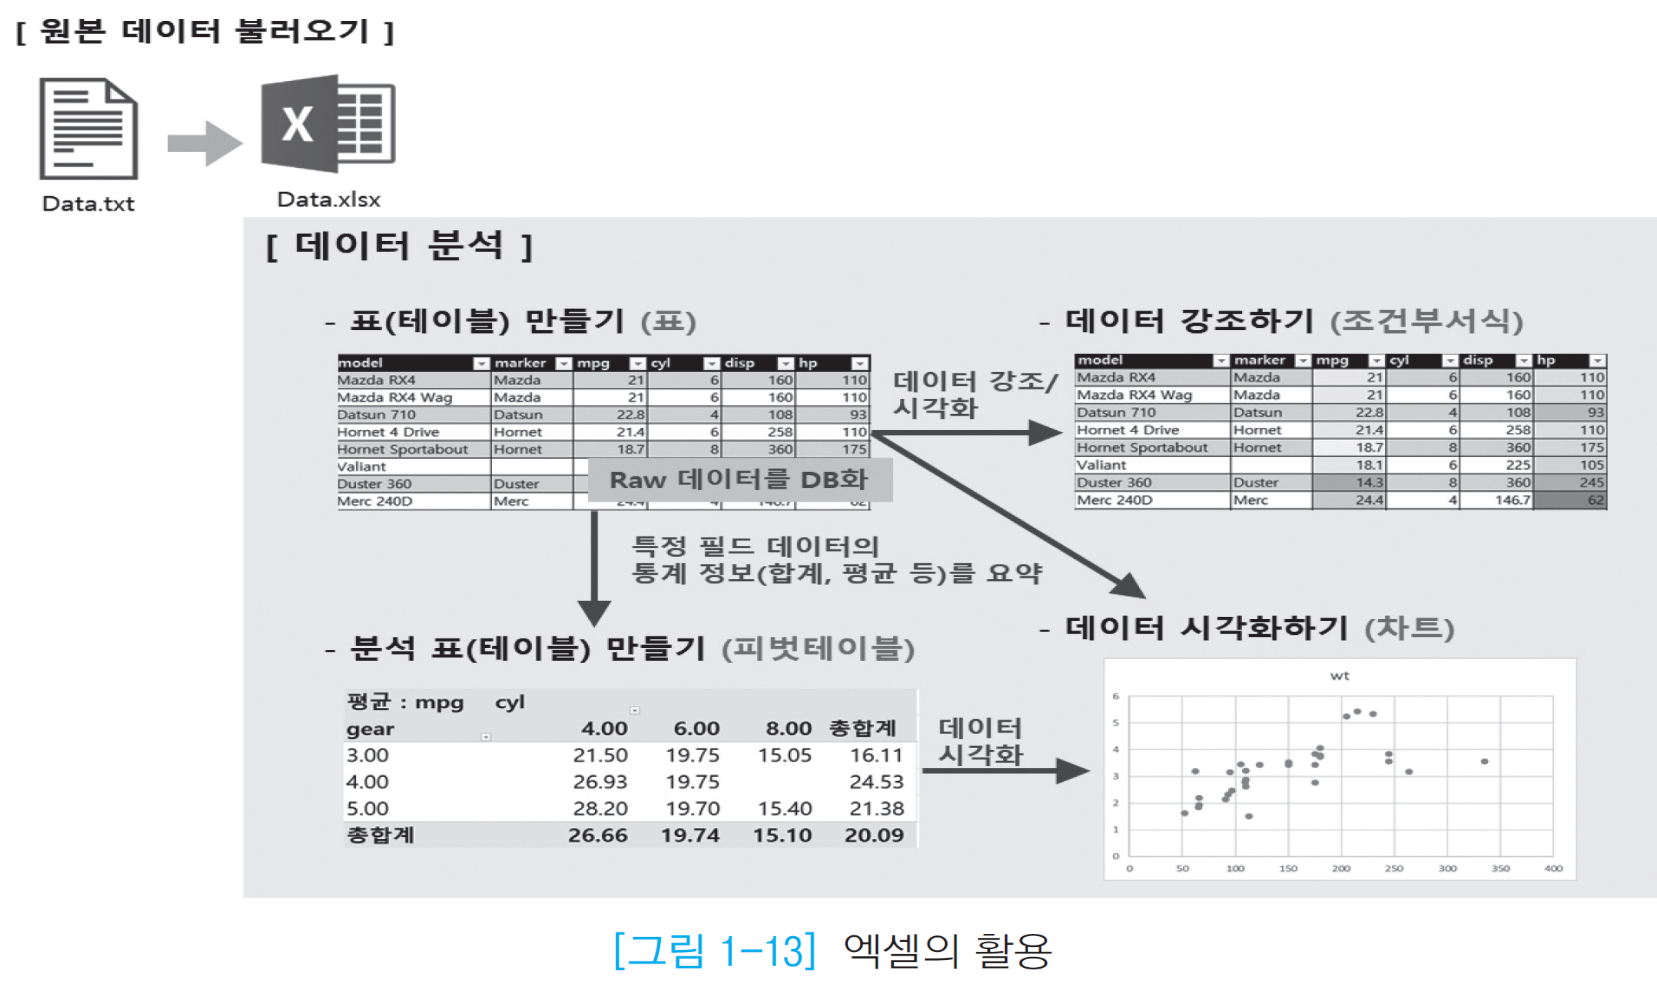 [ 원본 데이터 불러오기 ]
Data.txt
X
Data.xlsx
[ 데이터 분석 ]
- 표(테이블) 만들기 (표)
model marker mpg cyl disp hp
Mazda RX4 Mazda 21 6 160 110
Mazda RX4 Wag Mazda 21 6 160 110
Datsun 710 Datsun 22.8 4 108 93
Hornet 4 Drive Hornet 21.4 6 258 110
Hornet Sportabout Hornet 18.7 8 360 175
Valiant
Duster 360 Duster
Merc 240D Merc 24.4 4 146.7 62
Raw 데이터를 DB화
데이터 강조/
시각화
- 데이터 강조하기 (조건부서식)
model marker mpg cyl disp hp
Mazda RX4 Mazda 21 6 160 110
Mazda RX4 Wag Mazda 21 6 160 110
Datsun 710 Datsun 22.8 4 108 93
Hornet 4 Drive Hornet 21.4 6 258 110
Hornet Sportabout Hornet 18.7 8 360 175
Valiant 18.1 6 225 105
Duster 360 Duster 14.3 8 360 245
Merc 240D Merc 24.4 4 146.7 62
특정 필드 데이터의
통계 정보(합계, 평균 등)를 요약
- 분석 표(테이블) 만들기 (피벗테이블)
평균 : mpg cyl
gear 4.00 6.00 8.00 총합계
3.00 21.50 19.75 15.05 16.11
4.00 26.93 19.75 24.53
5.00 28.20 19.70 15.40 21.38
총합계 26.66 19.74 15.10 20.09
데이터
시각화
- 데이터 시각화하기 (차트)
wt
6
5
4
3
2
1
0
0 50 100 150 200 250 300 350 400
[그림 1-13] 엑셀의 활용